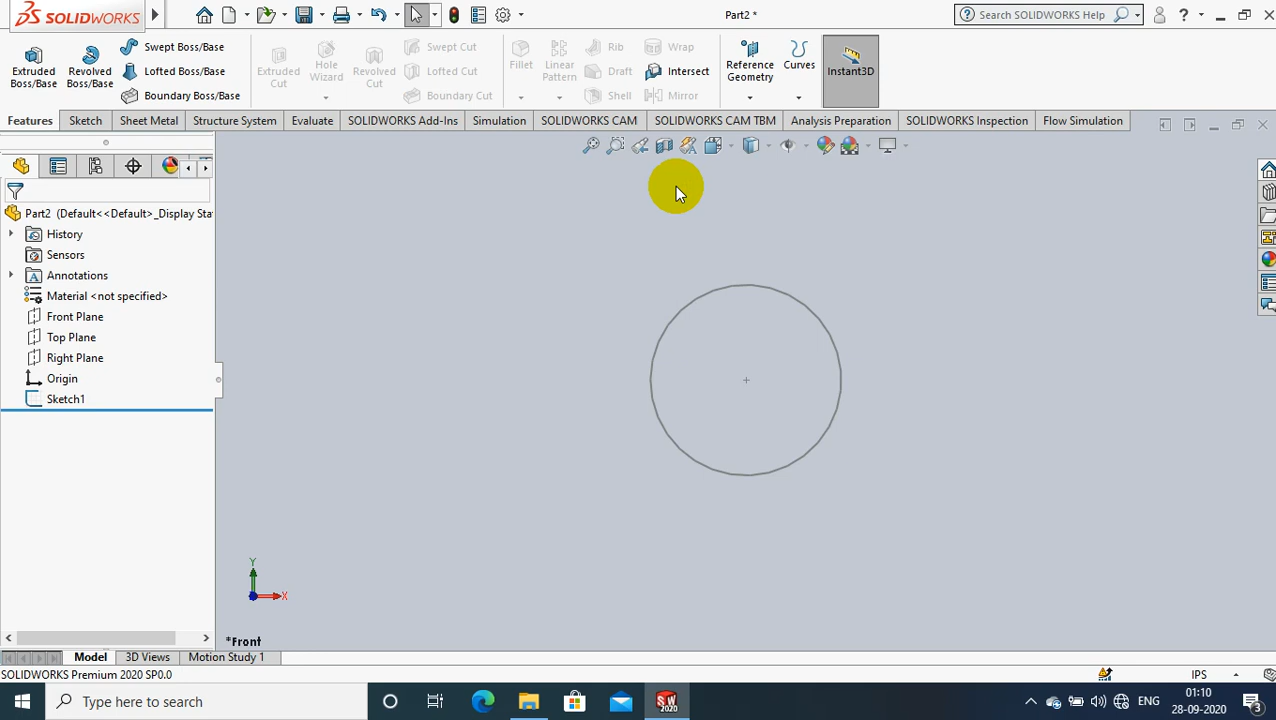 SOLIDWORKS
Part2 *
Search SOLIDWORKS Help
Extruded Boss/Base
Revolved Boss/Base
Swept Boss/Base
Lofted Boss/Base
Boundary Boss/Base
Extruded Cut
Hole Wizard
Revolved Cut
Swept Cut
Lofted Cut
Boundary Cut
Fillet
Linear Pattern
Rib
Draft
Shell
Wrap
Intersect
Mirror
Reference Geometry
Curves
Instant3D
Features Sketch Sheet Metal Structure System Evaluate SOLIDWORKS Add-Ins Simulation SOLIDWORKS CAM SOLIDWORKS CAM TBM Analysis Preparation SOLIDWORKS Inspection Flow Simulation
Part2 (Default<<Default>_Display Sta
History
Sensors
Annotations
Material <not specified>
Front Plane
Top Plane
Right Plane
Origin
Sketch1
Y
X
*Front
Model 3D Views Motion Study 1
SOLIDWORKS Premium 2020 SP0.0
IPS
Type here to search
SW
2020
ENG
01:10
28-09-2020
3